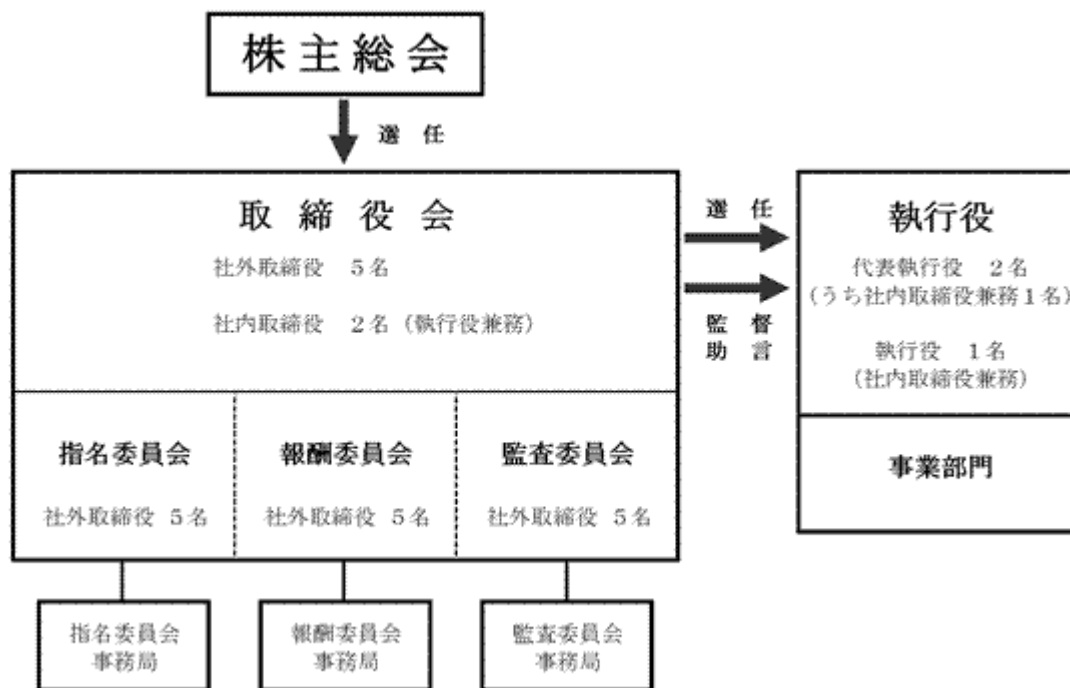 株主総会
選任
取締役会
社外取締役 5名
社内取締役 2名(執行役兼務)
選任
監督
助言
執行役
代表執行役 2名
(うち社内取締役兼務1名)
執行役 1名
(社内取締役兼務)
事業部門
指名委員会
報酬委員会
監査委員会
社外取締役 5名
社外取締役 5名
社外取締役 5名
指名委員会
事務局
報酬委員会
事務局
監査委員会
事務局